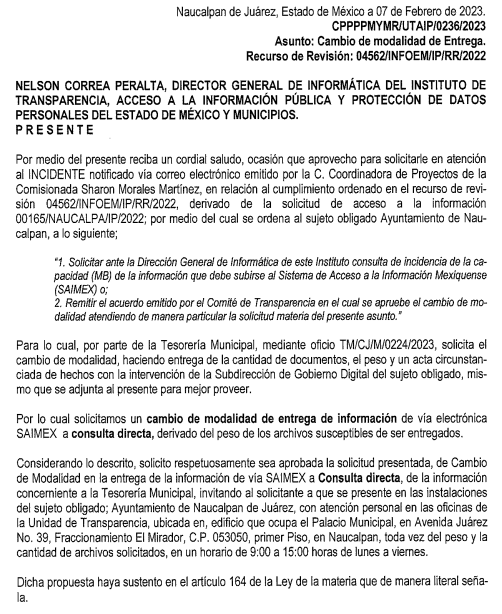 Naucalpan de Juárez, Estado de México a 07 de Febrero de 2023.
CPPPPMYMR/UTAIP/0236/2023
Asunto: Cambio de modalidad de Entrega.
Recurso de Revisión: 04562/INFOEM/IP/RR/2022
NELSON CORREA PERALTA, DIRECTOR GENERAL DE INFORMÁTICA DEL INSTITUTO DE
TRANSPARENCIA, ACCESO A LA INFORMACIÓN PÚBLICA Y PROTECCIÓN DE DATOS
PERSONALES DEL ESTADO DE MÉXICO Y MUNICIPIOS.
P R E S E N T E
Por medio del presente reciba un cordial saludo, ocasión que aprovecho para solicitarle en atención
al INCIDENTE notificado vía correo electrónico emitido por la C. Coordinadora de Proyectos de la
Comisionada Sharon Morales Martínez, en relación al cumplimiento ordenado en el recurso de revi-
sión 04562/INFOEM/IP/RR/2022, derivado de la solicitud de acceso a la información
00165/NAUCALPA/IP/2022; por medio del cual se ordena al sujeto obligado Ayuntamiento de Nau-
calpan, a lo siguiente;
"1. Solicitar ante la Dirección General de Informática de este Instituto consulta de incidencia de la ca-
pacidad (MB) de la información que debe subirse al Sistema de Acceso a la Información Mexiquense
(SAIMEX) o;
2. Remitir el acuerdo emitido por el Comité de Transparencia en el cual se apruebe el cambio de mo-
dalidad atendiendo de manera particular la solicitud materia del presente asunto."
Para lo cual, por parte de la Tesorería Municipal, mediante oficio TM/CJ/M/0224/2023, solicita el
cambio de modalidad, haciendo entrega de la cantidad de documentos, el peso y un acta circunstan-
ciada de hechos con la intervención de la Subdirección de Gobierno Digital del sujeto obligado, mis-
mo que se adjunta al presente para mejor proveer.
Por lo cual solicitamos un cambio de modalidad de entrega de información de vía electrónica
SAIMEX a consulta directa, derivado del peso de los archivos susceptibles de ser entregados.
Considerando lo descrito, solicito respetuosamente sea aprobada la solicitud presentada, de Cambio
de Modalidad en la entrega de la información de vía SAIMEX a Consulta directa, de la información
concerniente a la Tesorería Municipal, invitando al solicitante a que se presente en las instalaciones
del sujeto obligado; Ayuntamiento de Naucalpan de Juárez, con atención personal en las oficinas de
la Unidad de Transparencia, ubicada en, edificio que ocupa el Palacio Municipal, en Avenida Juárez
No. 39, Fraccionamiento El Mirador, C.P. 053050, primer Piso, en Naucalpan, toda vez del peso y la
cantidad de archivos solicitados, en un horario de 9:00 a 15:00 horas de lunes a viernes.
Dicha propuesta haya sustento en el artículo 164 de la Ley de la materia que de manera literal seña-
la.